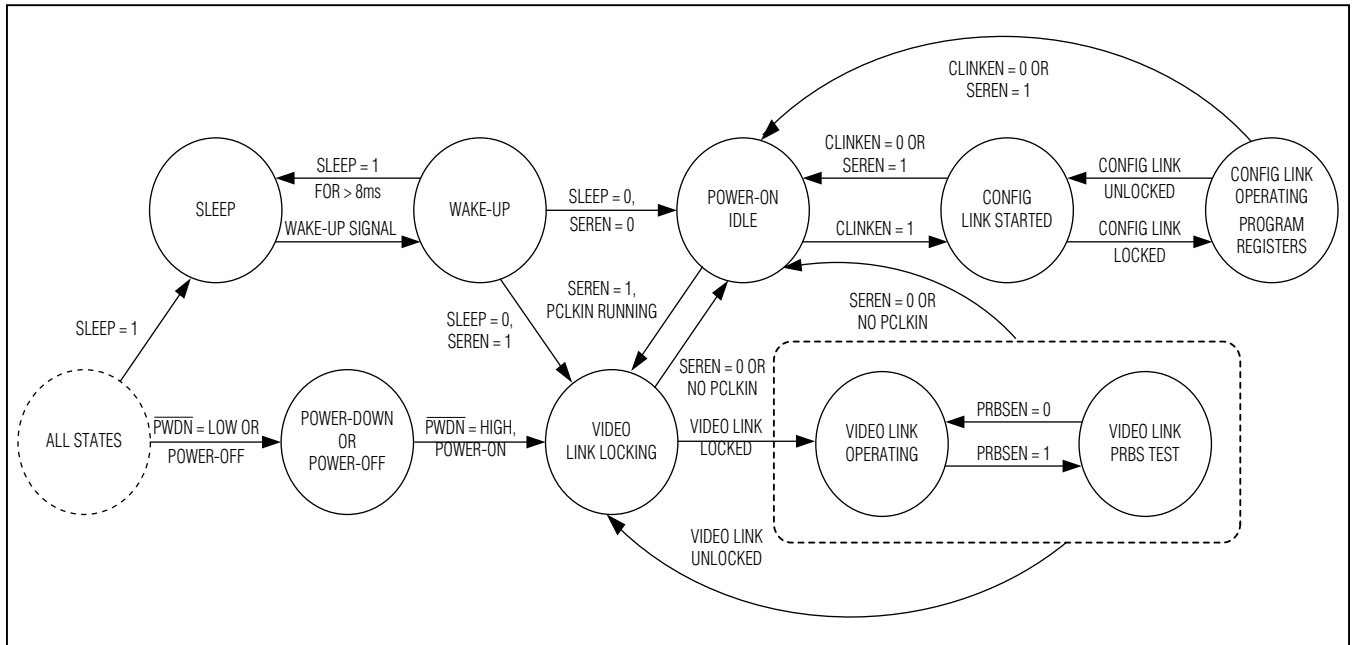 CLINKEN = 0 OR
SEREN = 1
SLEEP = 1
FOR > 8ms
CLINKEN = 0 OR
SEREN = 1
CONFIG LINK
UNLOCKED
SLEEP
WAKE-UP
SLEEP = 0,
SEREN = 0
POWER-ON
IDLE
CONFIG
LINK STARTED
CONFIG LINK
OPERATING
PROGRAM
REGISTERS
WAKE-UP SIGNAL
CLINKEN = 1
CONFIG LINK
LOCKED
SLEEP = 1
SLEEP = 0,
SEREN = 1
SEREN = 1,
PCLKIN RUNNING
SEREN = 0 OR
NO PCLKIN
SEREN = 0 OR
NO PCLKIN
ALL STATES
PWDN = LOW OR
POWER-OFF
POWER-DOWN
OR
POWER-OFF
PWDN = HIGH,
POWER-ON
VIDEO
LINK LOCKING
VIDEO LINK
LOCKED
VIDEO LINK
OPERATING
PRBSEN = 0
PRBSEN = 1
VIDEO LINK
PRBS TEST
VIDEO LINK
UNLOCKED